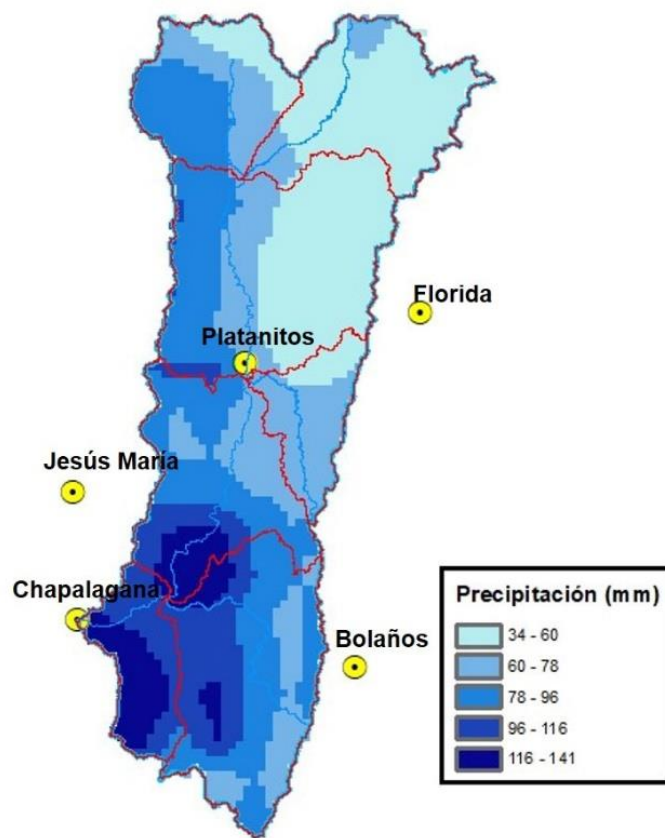 Florida
Platanitos
Jesús María
Chapalagana
Bolaños
Precipitación (mm)
34 - 60
60 - 78
78 - 96
96 - 116
116 - 141